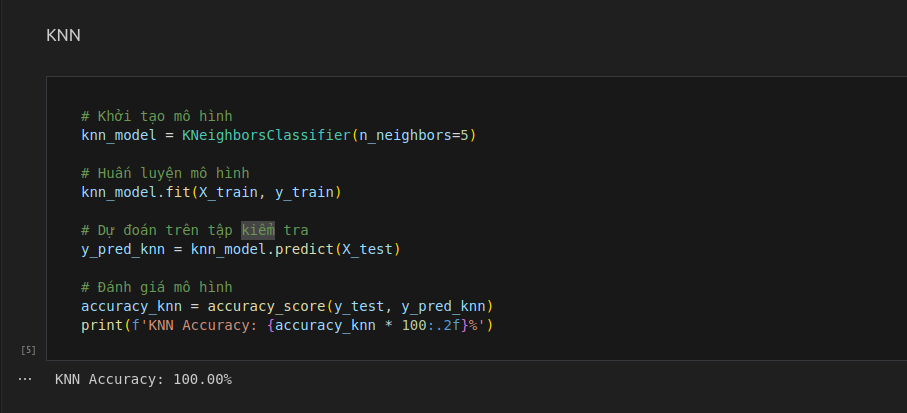 KNN
# Khởi tạo mô hình
knn_model = KNeighborsClassifier(n_neighbors=5)
# Huấn luyện mô hình
knn_model.fit(X_train, y_train)
# Dự đoán trên tập kiểm tra
y_pred_knn = knn_model.predict(X_test)
# Đánh giá mô hình
accuracy_knn = accuracy_score(y_test, y_pred_knn)
print(f'KNN Accuracy: {accuracy_knn * 100:.2f}%')
[5]
... KNN Accuracy: 100.00%